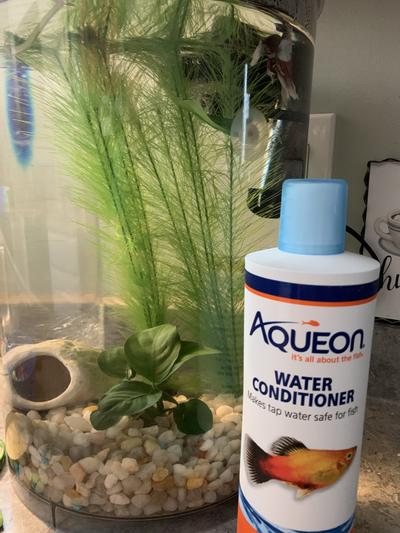 AQUEON
it's all about the fish.
WATER
CONDITIONER
Makes tap water safe for fish